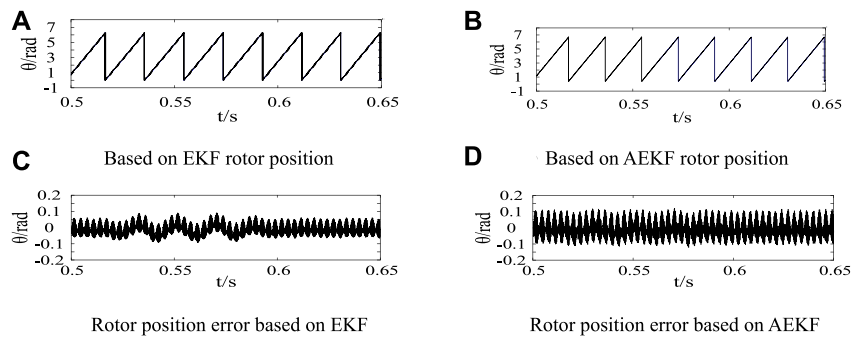 A
θ/rad
7
5
3
1
-1
0.5
0.55
0.6
0.65
t/s
Based on EKF rotor position
B
θ/rad
7
5
3
1
-1
0.5
0.55
0.6
0.65
t/s
Based on AEKF rotor position
C
θ/rad
0.2
0.1
0
-0.1
-0.2
0.5
0.55
0.6
0.65
t/s
Rotor position error based on EKF
D
θ/rad
0.2
0.1
0
-0.1
-0.2
0.5
0.55
0.6
0.65
t/s
Rotor position error based on AEKF